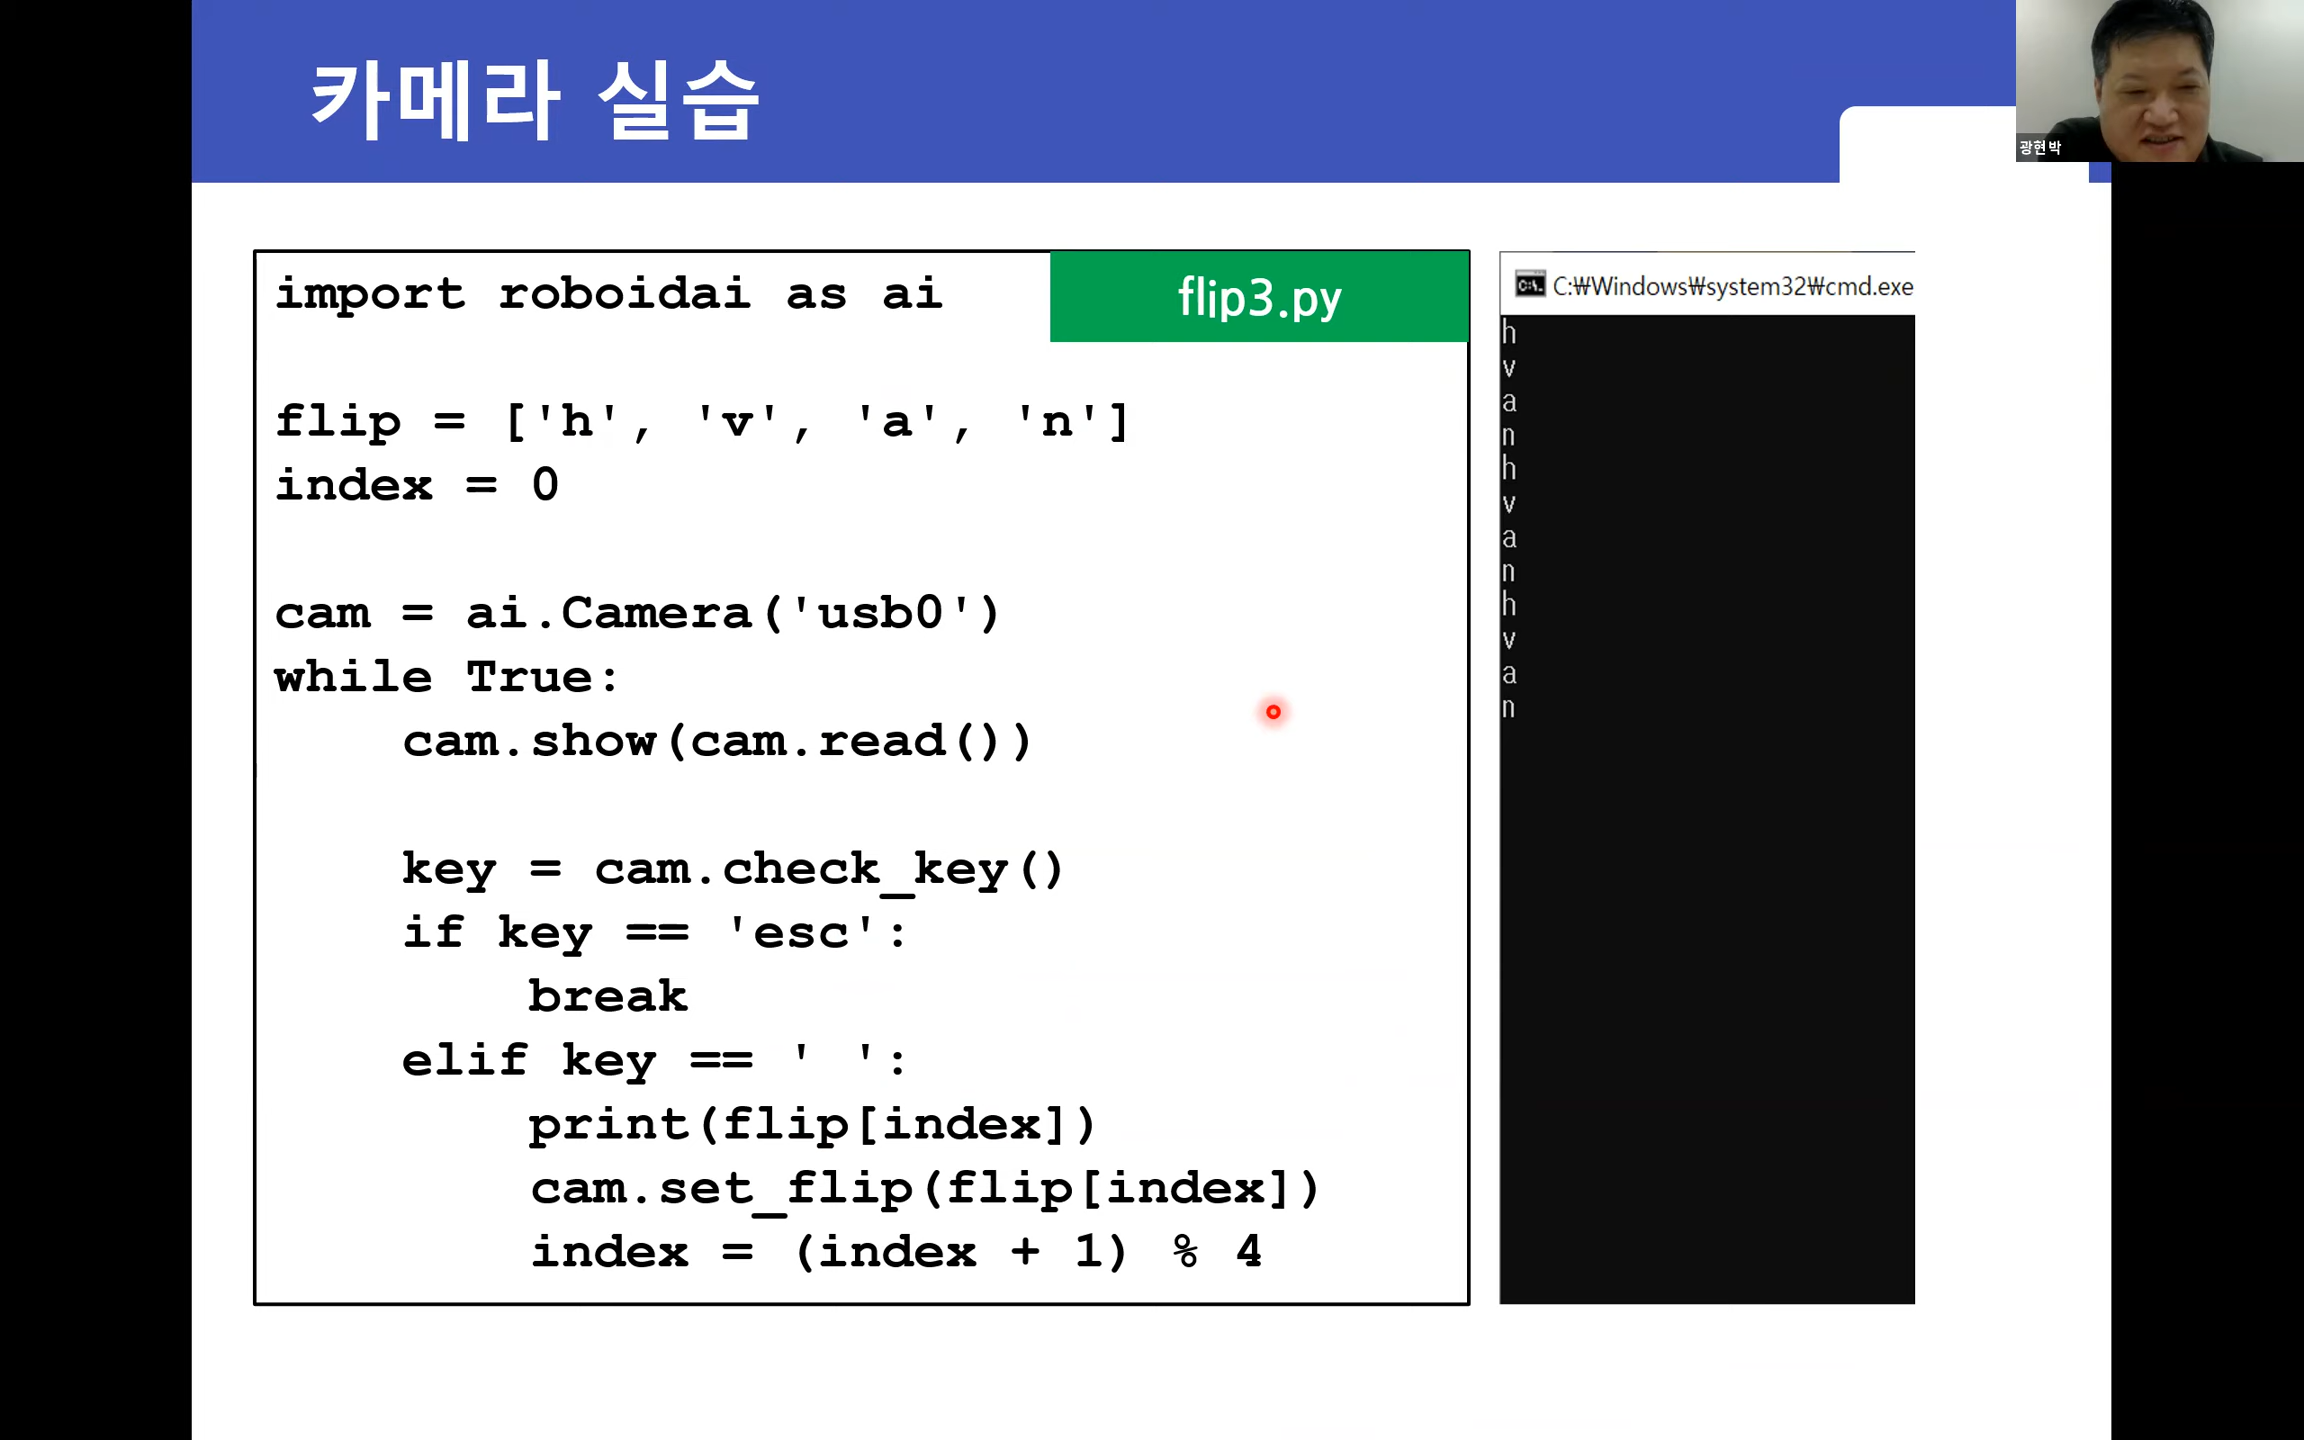 카메라 실습
광현박
flip3.py
import roboidai as ai
flip = ['h', 'v', 'a', 'n']
index = 0
cam = ai.Camera('usb0')
while True:
    cam.show(cam.read())
    key = cam.check_key()
    if key == 'esc':
        break
    elif key == ' ':
        print(flip[index])
        cam.set_flip(flip[index])
        index = (index + 1) % 4
C:\Windows\system32\cmd.exe
h
v
a
n
h
v
a
n
h
v
a
n